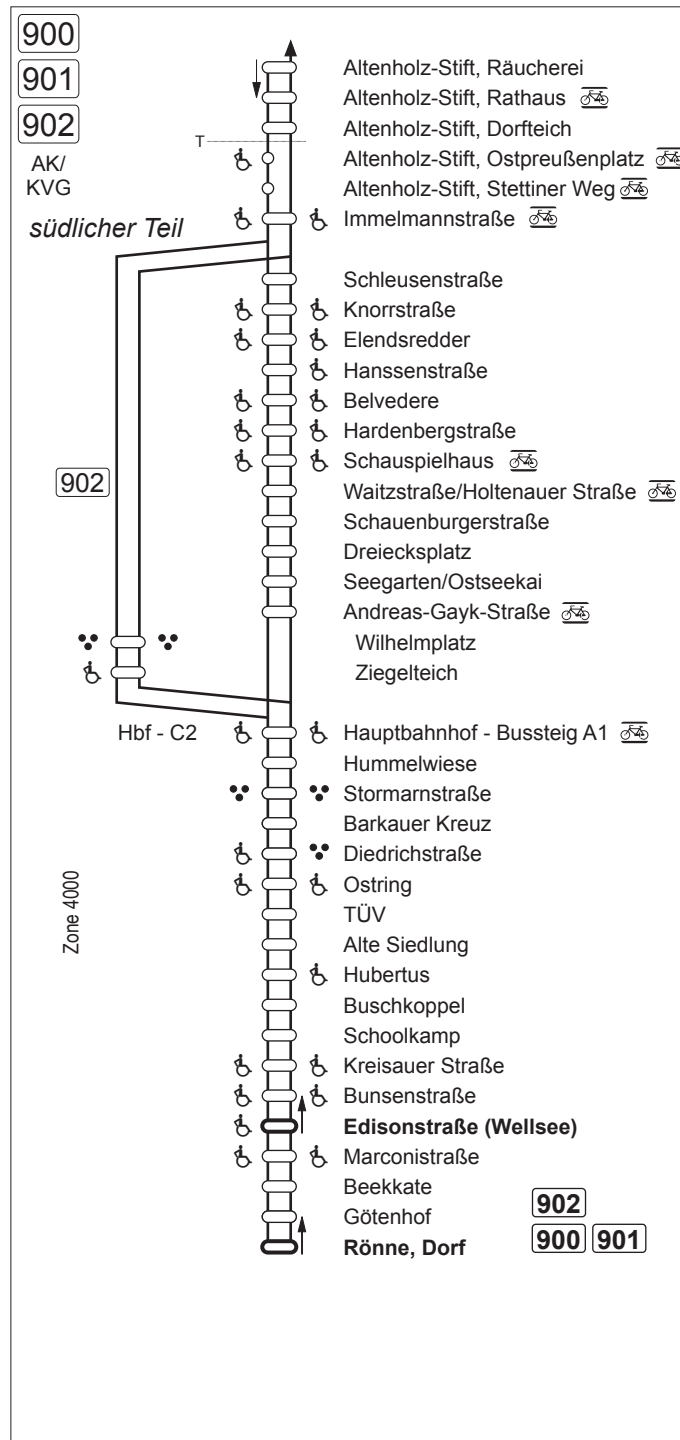 900
901
902
AK/
KVG
südlicher Teil
Altenholz-Stift, Räucherei
Altenholz-Stift, Rathaus
Altenholz-Stift, Dorfteich
T
Altenholz-Stift, Ostpreußenplatz
Altenholz-Stift, Stettiner Weg
Immelmannstraße
Schleusenstraße
Knorrstraße
Elendsredder
Hanssenstraße
Belvedere
Hardenbergstraße
Schauspielhaus
902
Waitzstraße/Holtenauer Straße
Schauenburgerstraße
Dreiecksplatz
Seegarten/Ostseekai
Andreas-Gayk-Straße
Wilhelmplatz
Ziegelteich
Hbf - C2
Hauptbahnhof - Bussteig A1
Hummelwiese
Stormarnstraße
Barkauer Kreuz
Diedrichstraße
Ostring
Zone 4000
TÜV
Alte Siedlung
Hubertus
Buschkoppel
Schoolkamp
Kreisauer Straße
Bunsenstraße
Edisonstraße (Wellsee)
Marconistraße
Beekkate
Götenhof
902
Rönne, Dorf
900 901